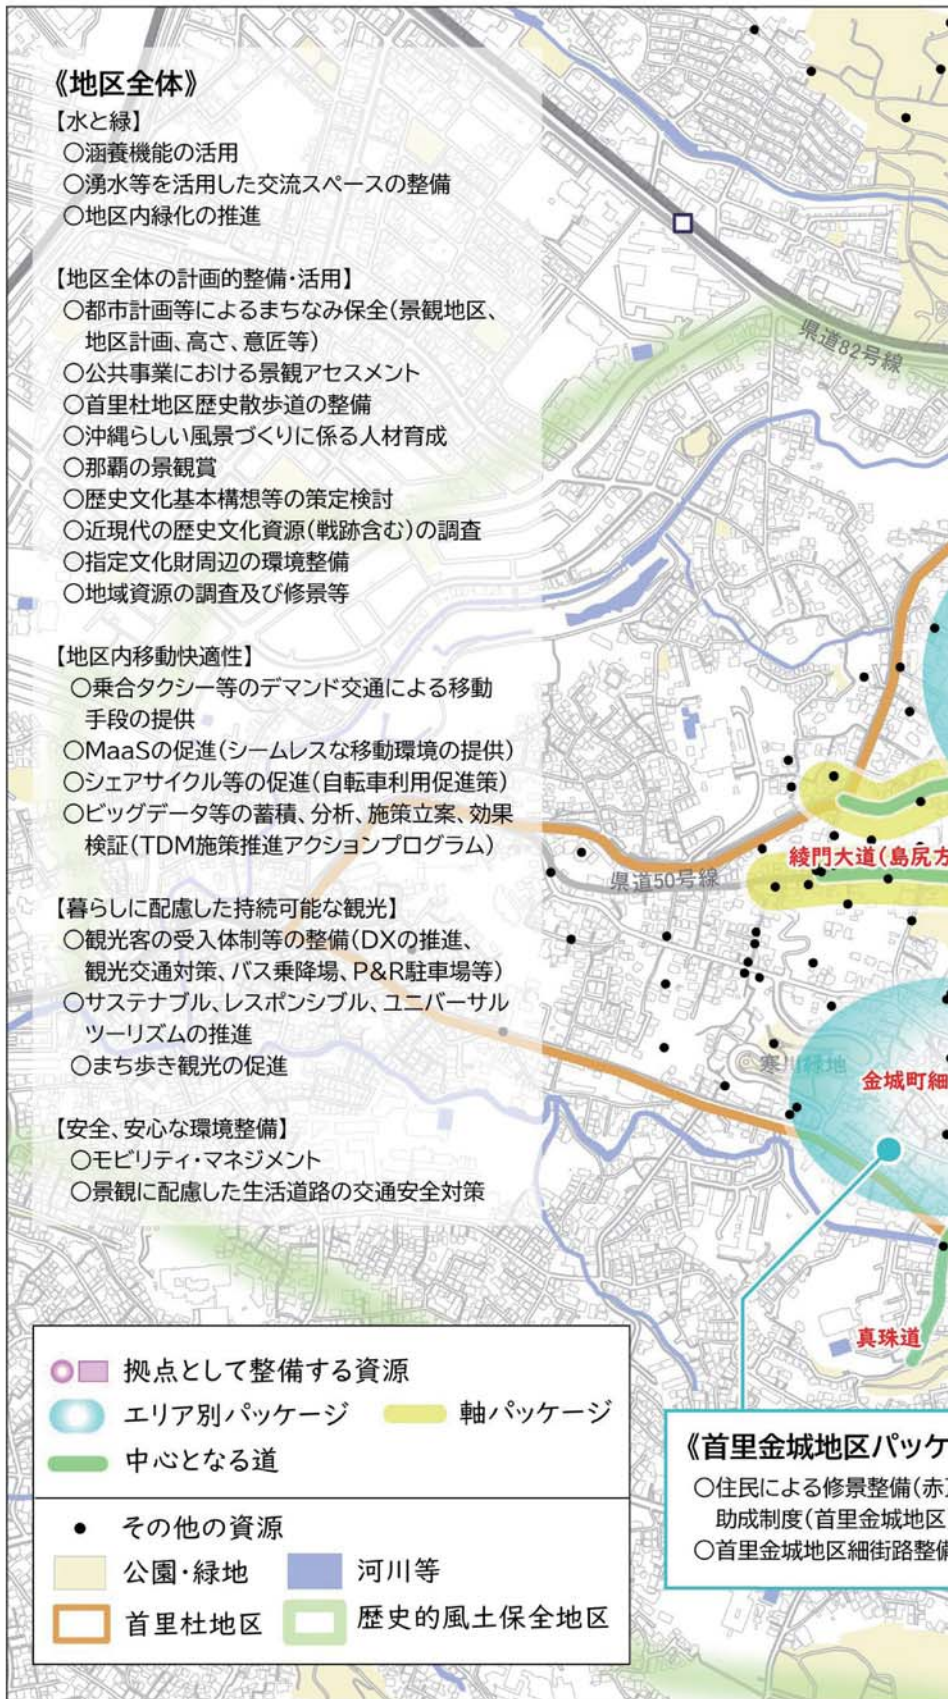 《地区全体》
【水と緑】
○涵養機能の活用
○湧水等を活用した交流スペースの整備
○地区内緑化の推進
【地区全体の計画的整備・活用】
○都市計画等によるまちなみ保全(景観地区、
地区計画、高さ、意匠等)
○公共事業における景観アセスメント
○首里杜地区歴史散歩道の整備
○沖縄らしい風景づくりに係る人材育成
○那覇の景観賞
○歴史文化基本構想等の策定検討
○近現代の歴史文化資源(戦跡含む)の調査
○指定文化財周辺の環境整備
○地域資源の調査及び修景等
【地区内移動快適性】
○乗合タクシー等のデマンド交通による移動
手段の提供
○MaaSの促進(シームレスな移動環境の提供)
○シェアサイクル等の促進(自転車利用促進策)
○ビッグデータ等の蓄積、分析、施策立案、効果
検証(TDM施策推進アクションプログラム)
【暮らしに配慮した持続可能な観光】
○観光客の受入体制等の整備(DXの推進、
観光交通対策、バス乗降場、P&R駐車場等)
○サステナブル、レスポンシブル、ユニバーサル
ツーリズムの推進
○まち歩き観光の促進
【安全、安心な環境整備】
○モビリティ・マネジメント
○景観に配慮した生活道路の交通安全対策
県道82号線
綾門大道(島尻方
県道50号線
寒川緑地
金城町細
真珠道
拠点として整備する資源
エリア別パッケージ 軸パッケージ
中心となる道
その他の資源
公園・緑地 河川等
首里杜地区 歴史的風土保全地区
《首里金城地区パッケ
○住民による修景整備(赤
助成制度(首里金城地区
○首里金城地区細街路整備